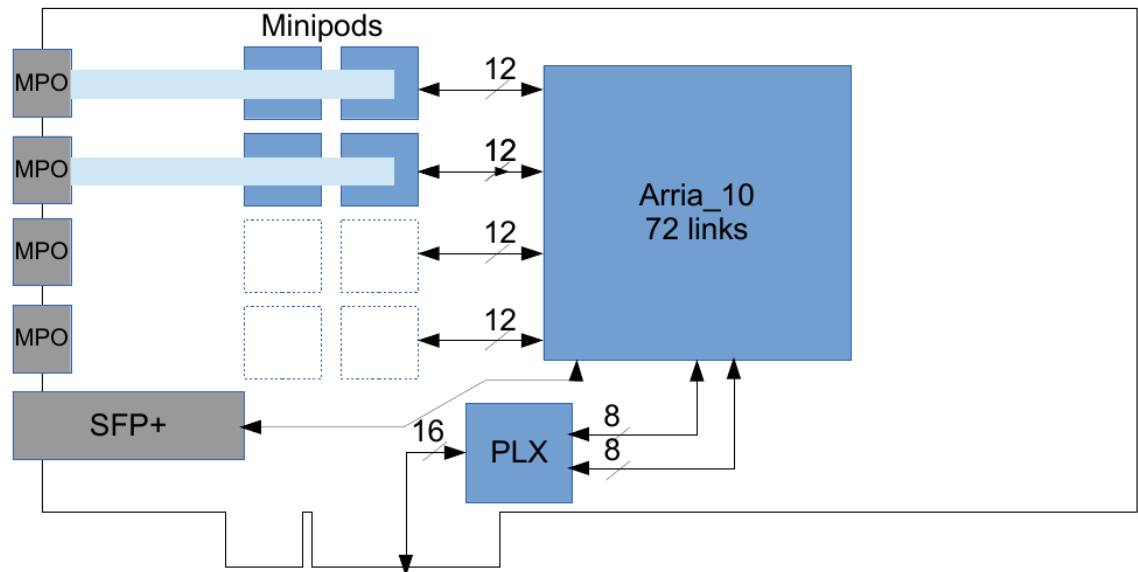 Minipods
MPO
12
MPO
12
Arria_10
72 links
MPO
12
MPO
12
SFP+
16
PLX
8
8